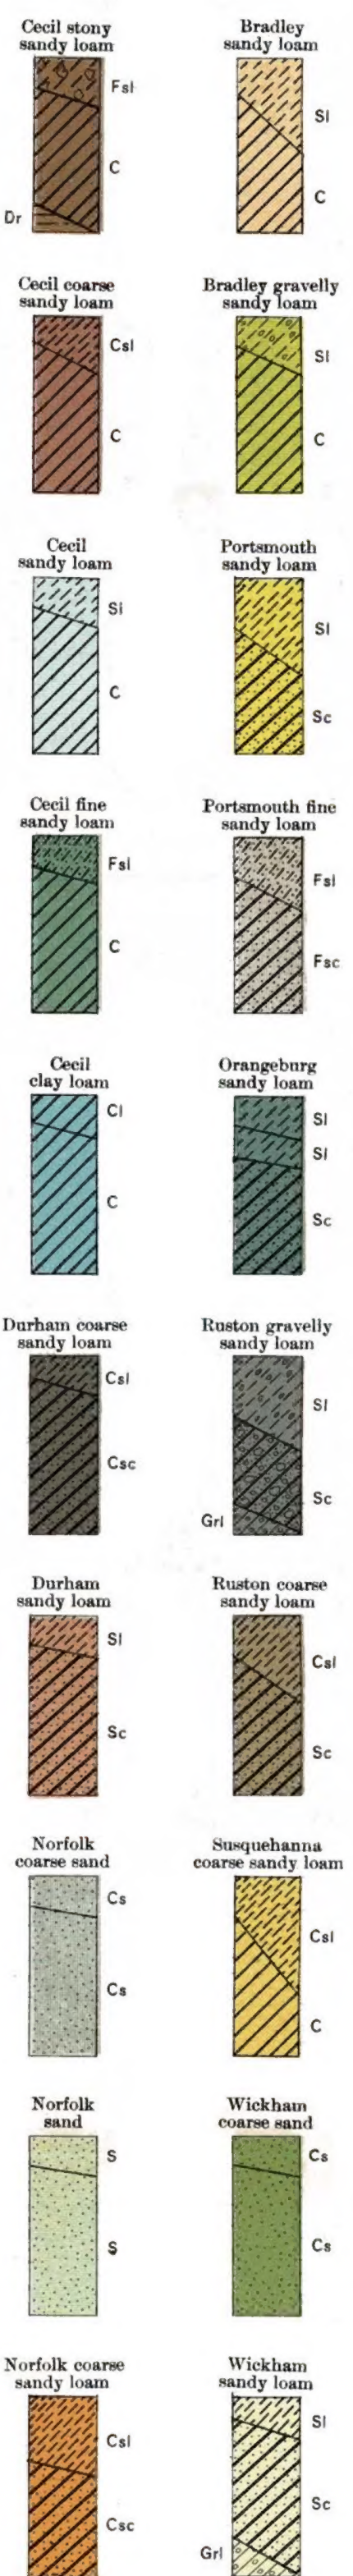 Cecil stony
sandy loam
Fsl
C
Dr
Bradley
sandy loam
Sl
C
Cecil coarse
sandy loam
Csl
C
Bradley gravelly
sandy loam
Sl
C
Cecil
sandy loam
Sl
C
Portsmouth
sandy loam
Sl
Sc
Cecil fine
sandy loam
Fsl
C
Portsmouth fine
sandy loam
Fsl
Fsc
Cecil
clay loam
Cl
C
Orangeburg
sandy loam
Sl
Sl
Sc
Durham coarse
sandy loam
Csl
Csc
Ruston gravelly
sandy loam
Sl
Sc
Grl
Durham
sandy loam
Sl
Sc
Ruston coarse
sandy loam
Csl
Sc
Norfolk
coarse sand
Cs
Cs
Susquehanna
coarse sandy loam
Csl
C
Norfolk
sand
S
S
Wickham
coarse sand
Cs
Cs
Norfolk coarse
sandy loam
Csl
Csc
Wickham
sandy loam
Sl
Sc
Grl